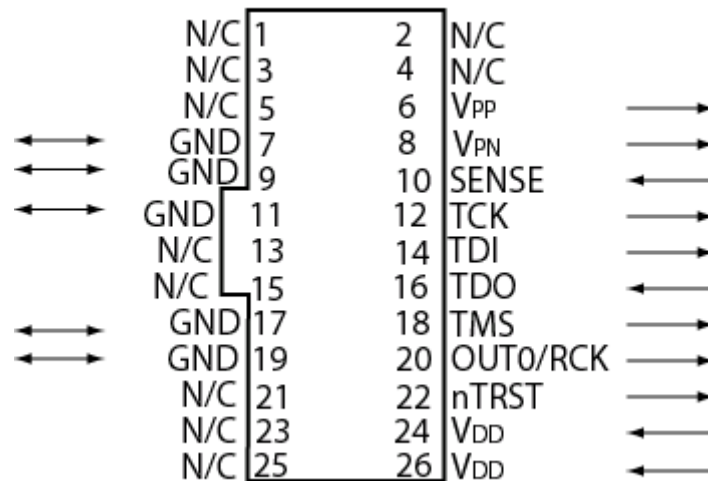 N/C 1 2 N/C
N/C 3 4 N/C
N/C 5 6 VPP
GND 7 8 VPN
GND 9 10 SENSE
GND 11 12 TCK
N/C 13 14 TDI
N/C 15 16 TDO
GND 17 18 TMS
GND 19 20 OUT0/RCK
N/C 21 22 nTRST
N/C 23 24 VDD
N/C 25 26 VDD